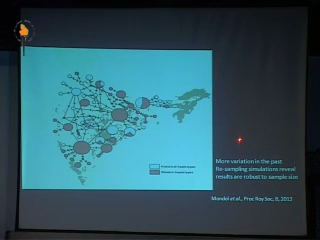 More variation in the past
Re-sampling simulations reveal
results are robust to sample size
Mondol et al., Proc Roy Soc, B, 2013